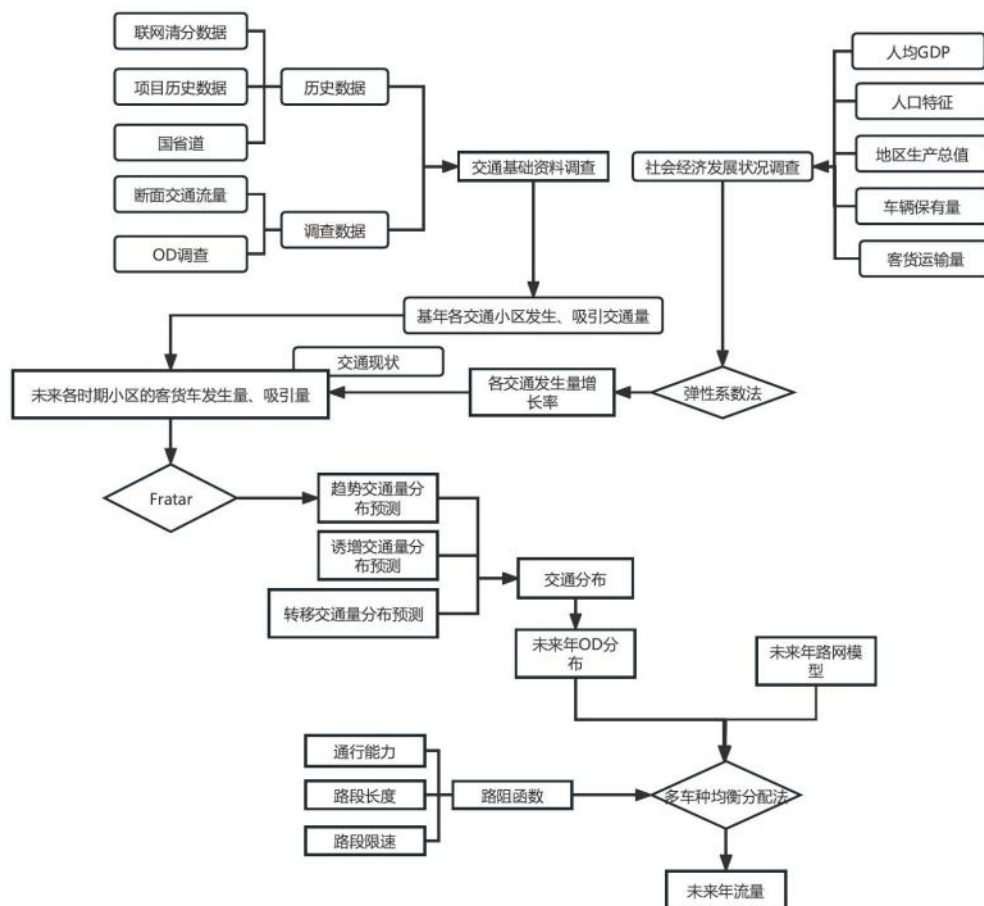 联网清分数据
项目历史数据
国省道
历史数据
断面交通流量
OD调查
调查数据
交通基础资料调查
社会经济发展状况调查
人均GDP
人口特征
地区生产总值
车辆保有量
客货运输量
基年各交通小区发生、吸引交通量
交通现状
未来各时期小区的客货车发生量、吸引量
各交通发生量增
长率
弹性系数法
Fratar
趋势交通量分
布预测
诱增交通量分
布预测
转移交通量分布预测
交通分布
未来年OD分
布
未来年路网模
型
通行能力
路段长度
路段限速
路阻函数
多车种均衡分配法
未来年流量